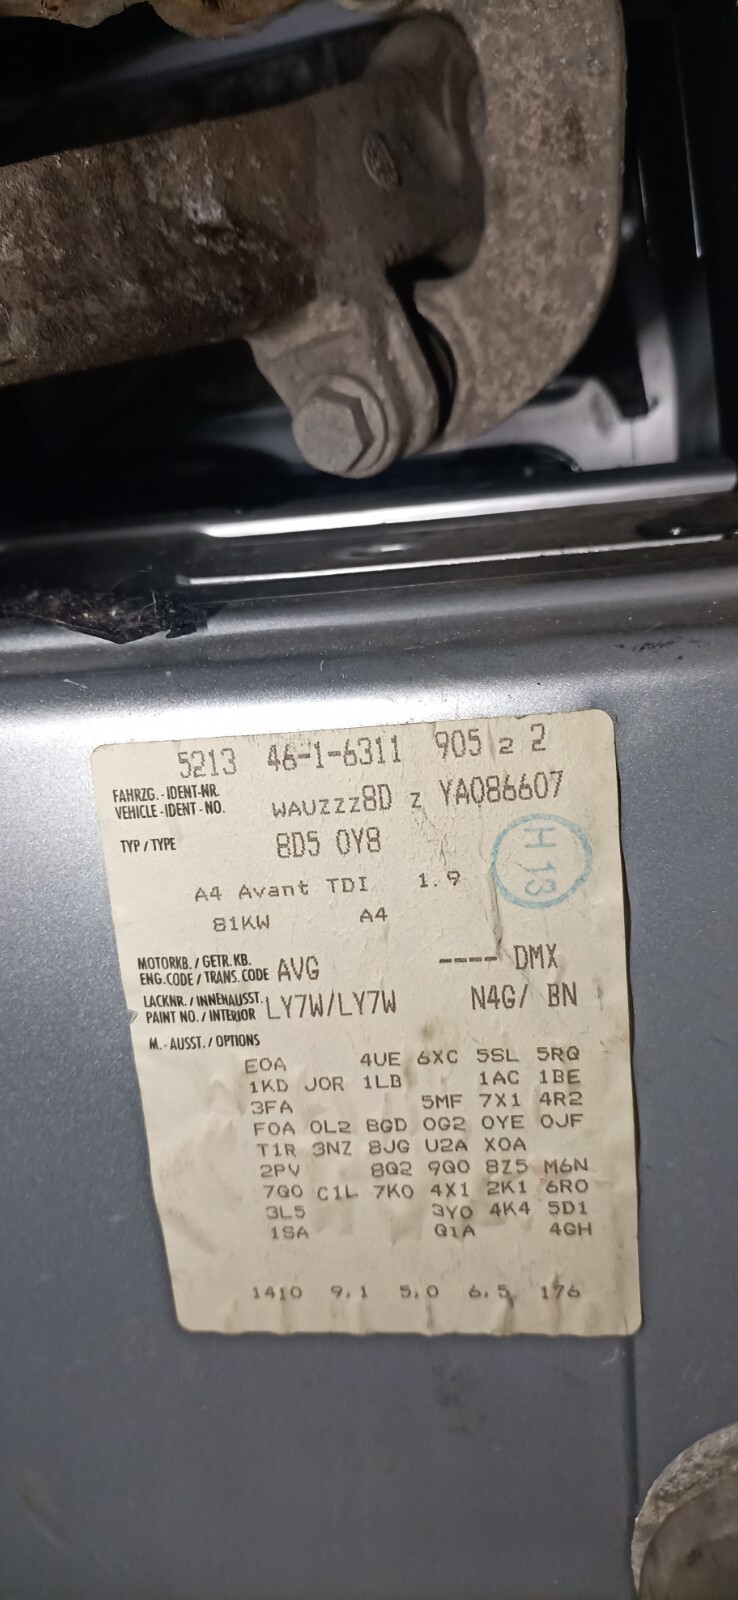 5213 46-1-6311 905 2 2
FAHRZG.-IDENT-NR.
VEHICLE-IDENT-NO. WAUZZZ8D Z YA086607
TYP / TYPE 8D5 0Y8
H 13
A4 Avant TDI 1.9
81KW A4
MOTORKB. / GETR. KB.
ENG. CODE / TRANS. CODE AVG ---- DMX
LACKNR. / INNENAUSST.
PAINT NO. / INTERIOR LY7W/LY7W N4G/ BN
M.- AUSST. / OPTIONS
E0A 4UE 6XC 5SL 5RQ
1KD J0R 1LB 1AC 1BE
3FA 5MF 7X1 4R2
F0A 0L2 8GD 0G2 0YE 0JF
T1R 3NZ 8JG U2A X0A
2PV 8Q2 9Q0 8Z5 M6N
7G0 C1L 7K0 4X1 2K1 6R0
3L5 3Y0 4K4 5D1
1SA Q1A 4GH
1410 9,1 5,0 6,5 176